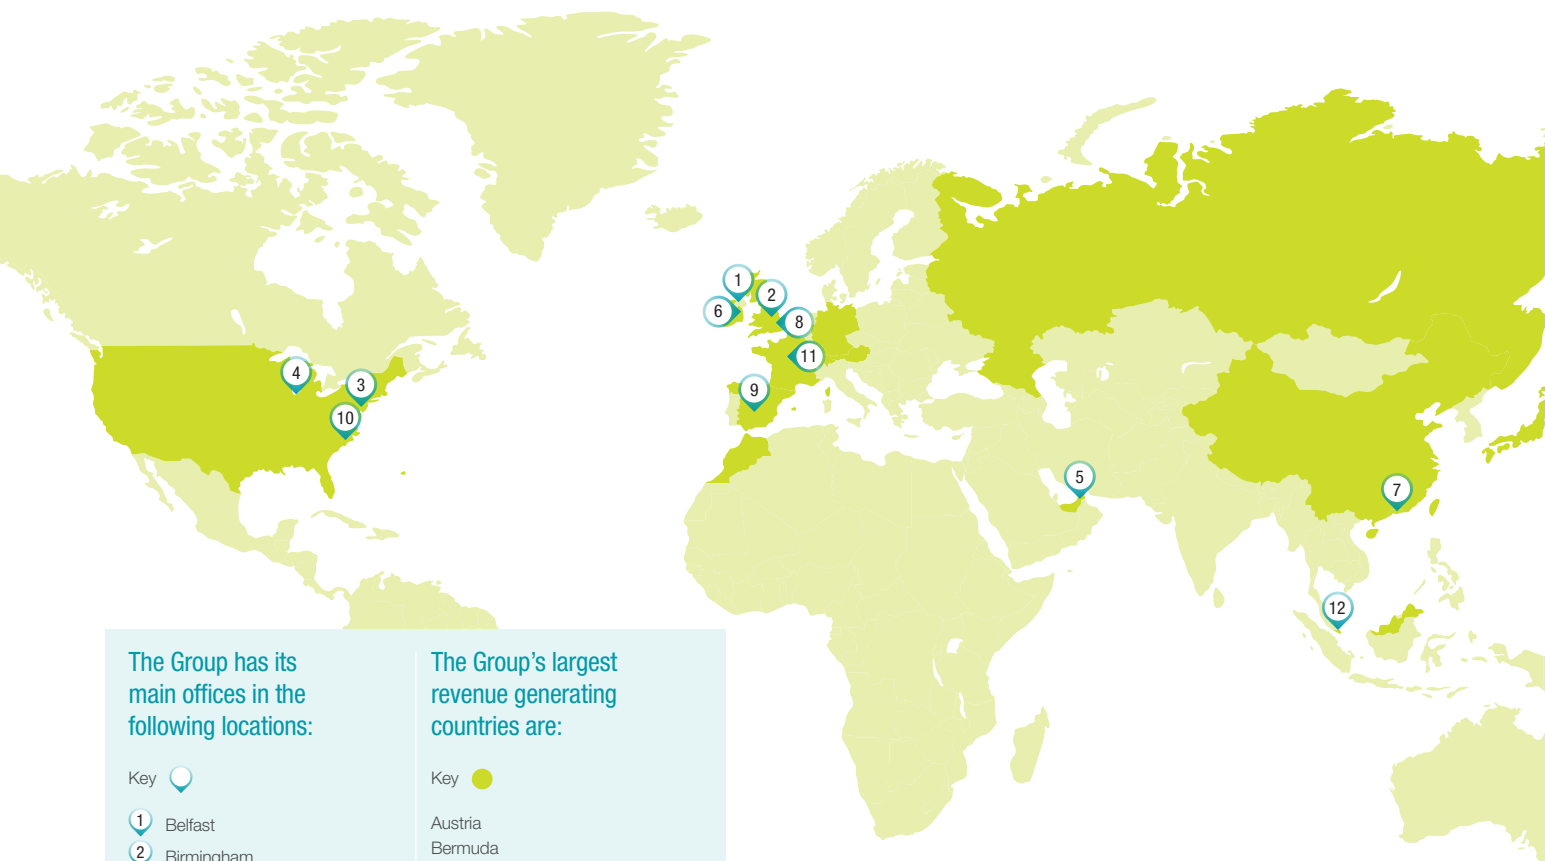 1
2
6
8
11
4
3
9
10
5
7
12
The Group has its
main offices in the
following locations:
Key
1 Belfast
2 Birmingham
The Group’s largest
revenue generating
countries are:
Key
Austria
Bermuda